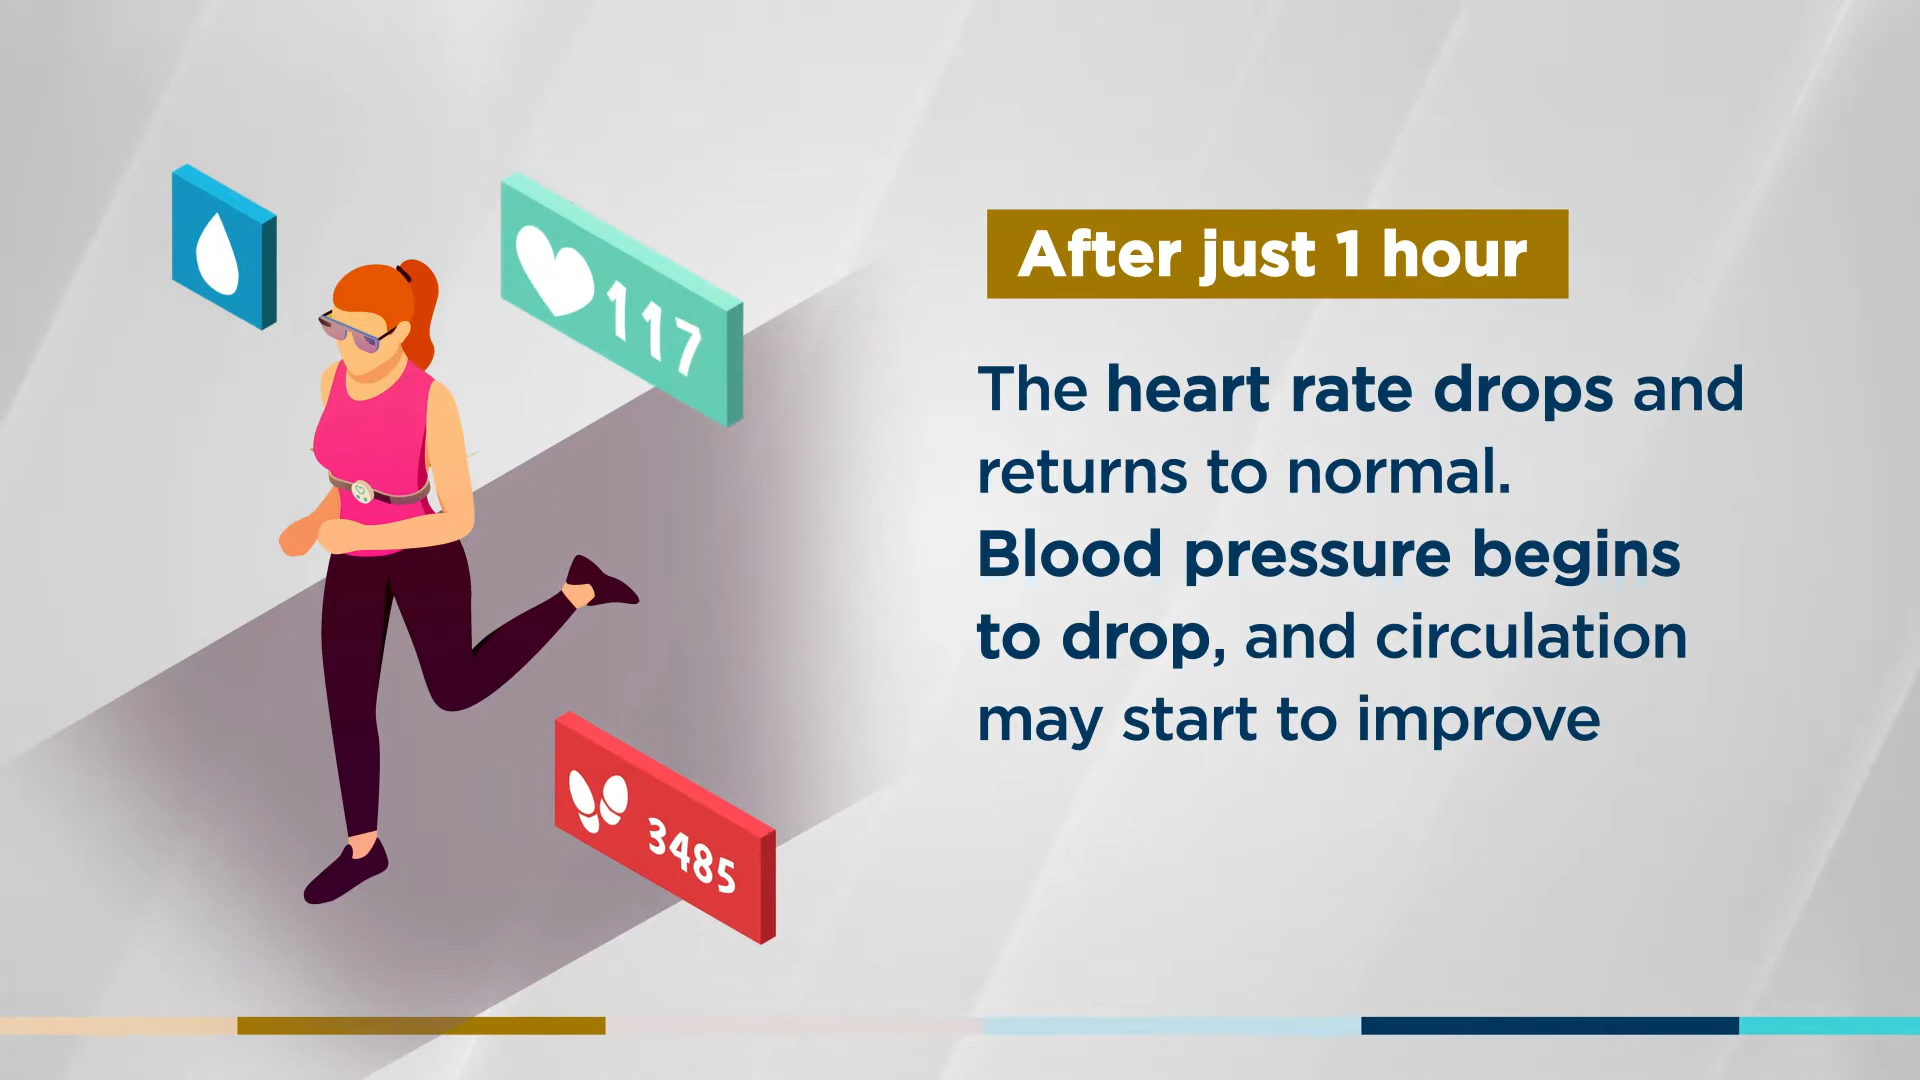 After just 1 hour
The heart rate drops and
returns to normal.
Blood pressure begins
to drop, and circulation
may start to improve
117
3485